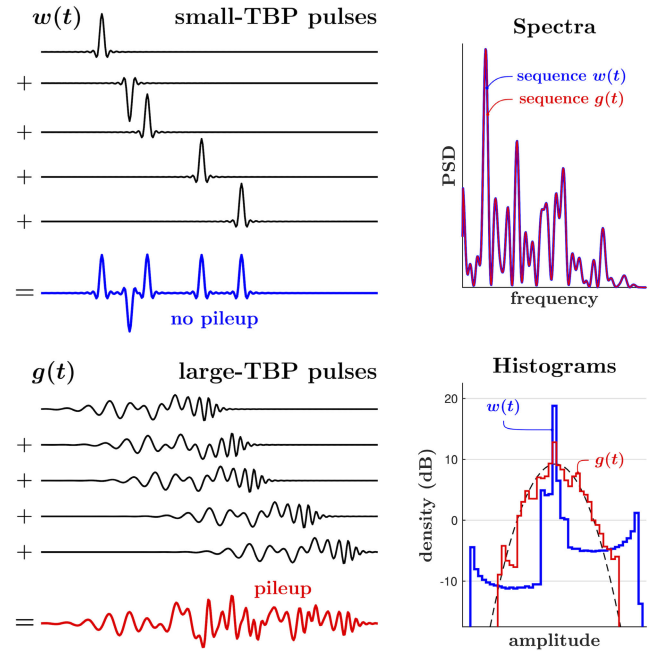 w(t) small-TBP pulses
+
+
+
+
=
no pileup
Spectra
sequence w(t)
sequence g(t)
PSD
frequency
g(t) large-TBP pulses
+
+
+
+
pileup
=
Histograms
w(t)
g(t)
density (dB)
20
10
0
-10
amplitude